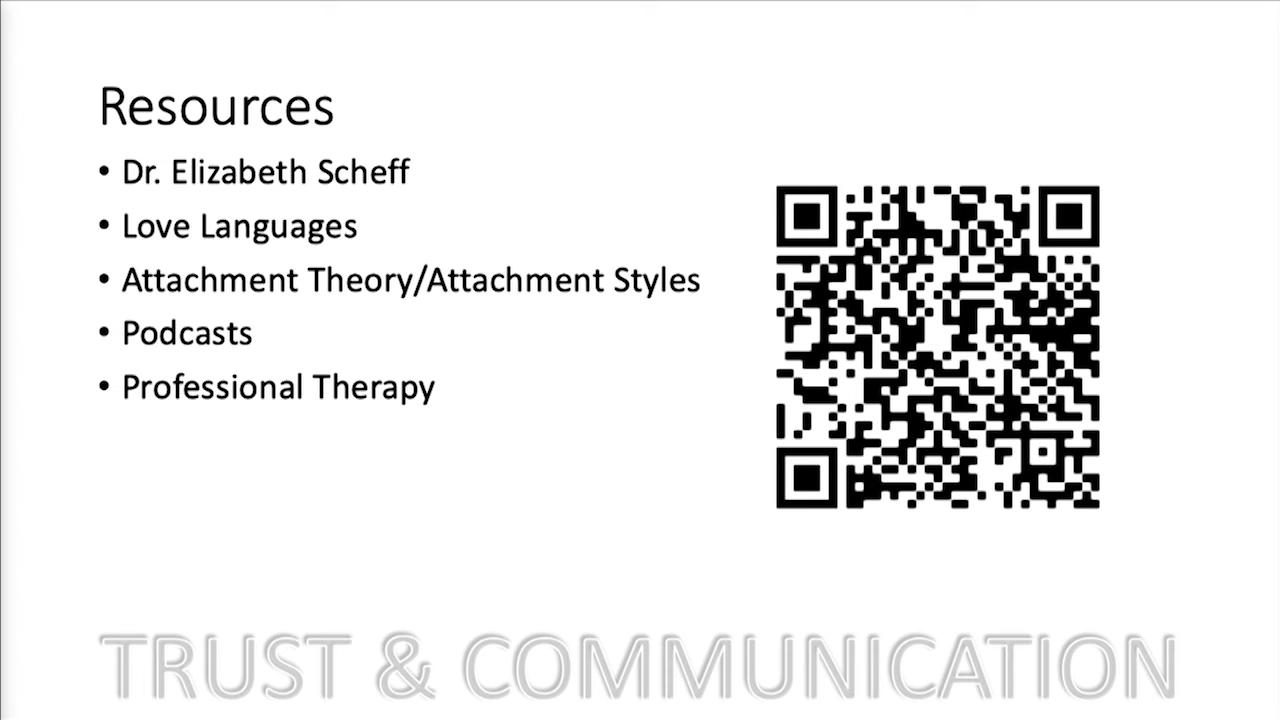 Resources
• Dr. Elizabeth Scheff
• Love Languages
• Attachment Theory/Attachment Styles
• Podcasts
• Professional Therapy
TRUST & COMMUNICATION